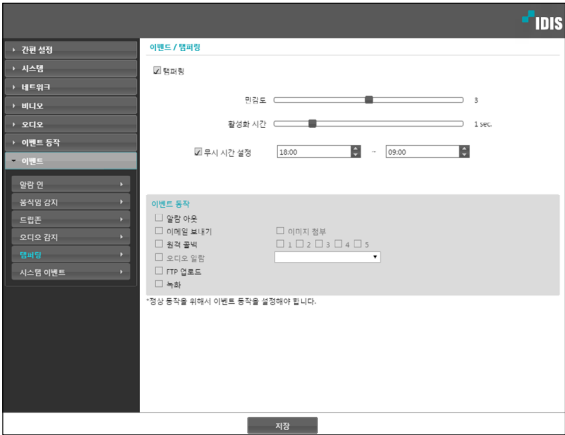 IDIS
간편 설정
시스템
네트워크
비디오
오디오
이벤트 동작
이벤트
알람 인
움직임 감지
트립존
오디오 감지
탬퍼링
시스템 이벤트
이벤트 / 탬퍼링
탬퍼링
민감도 3
활성화 시간 1 sec.
무시 시간 설정 18:00 ~ 09:00
이벤트 동작
알람 아웃
이메일 보내기 이미지 첨부
원격 콜백 1 2 3 4 5
오디오 알람
FTP 업로드
녹화
*정상 동작을 위해서 이벤트 동작을 설정해야 합니다.
저장